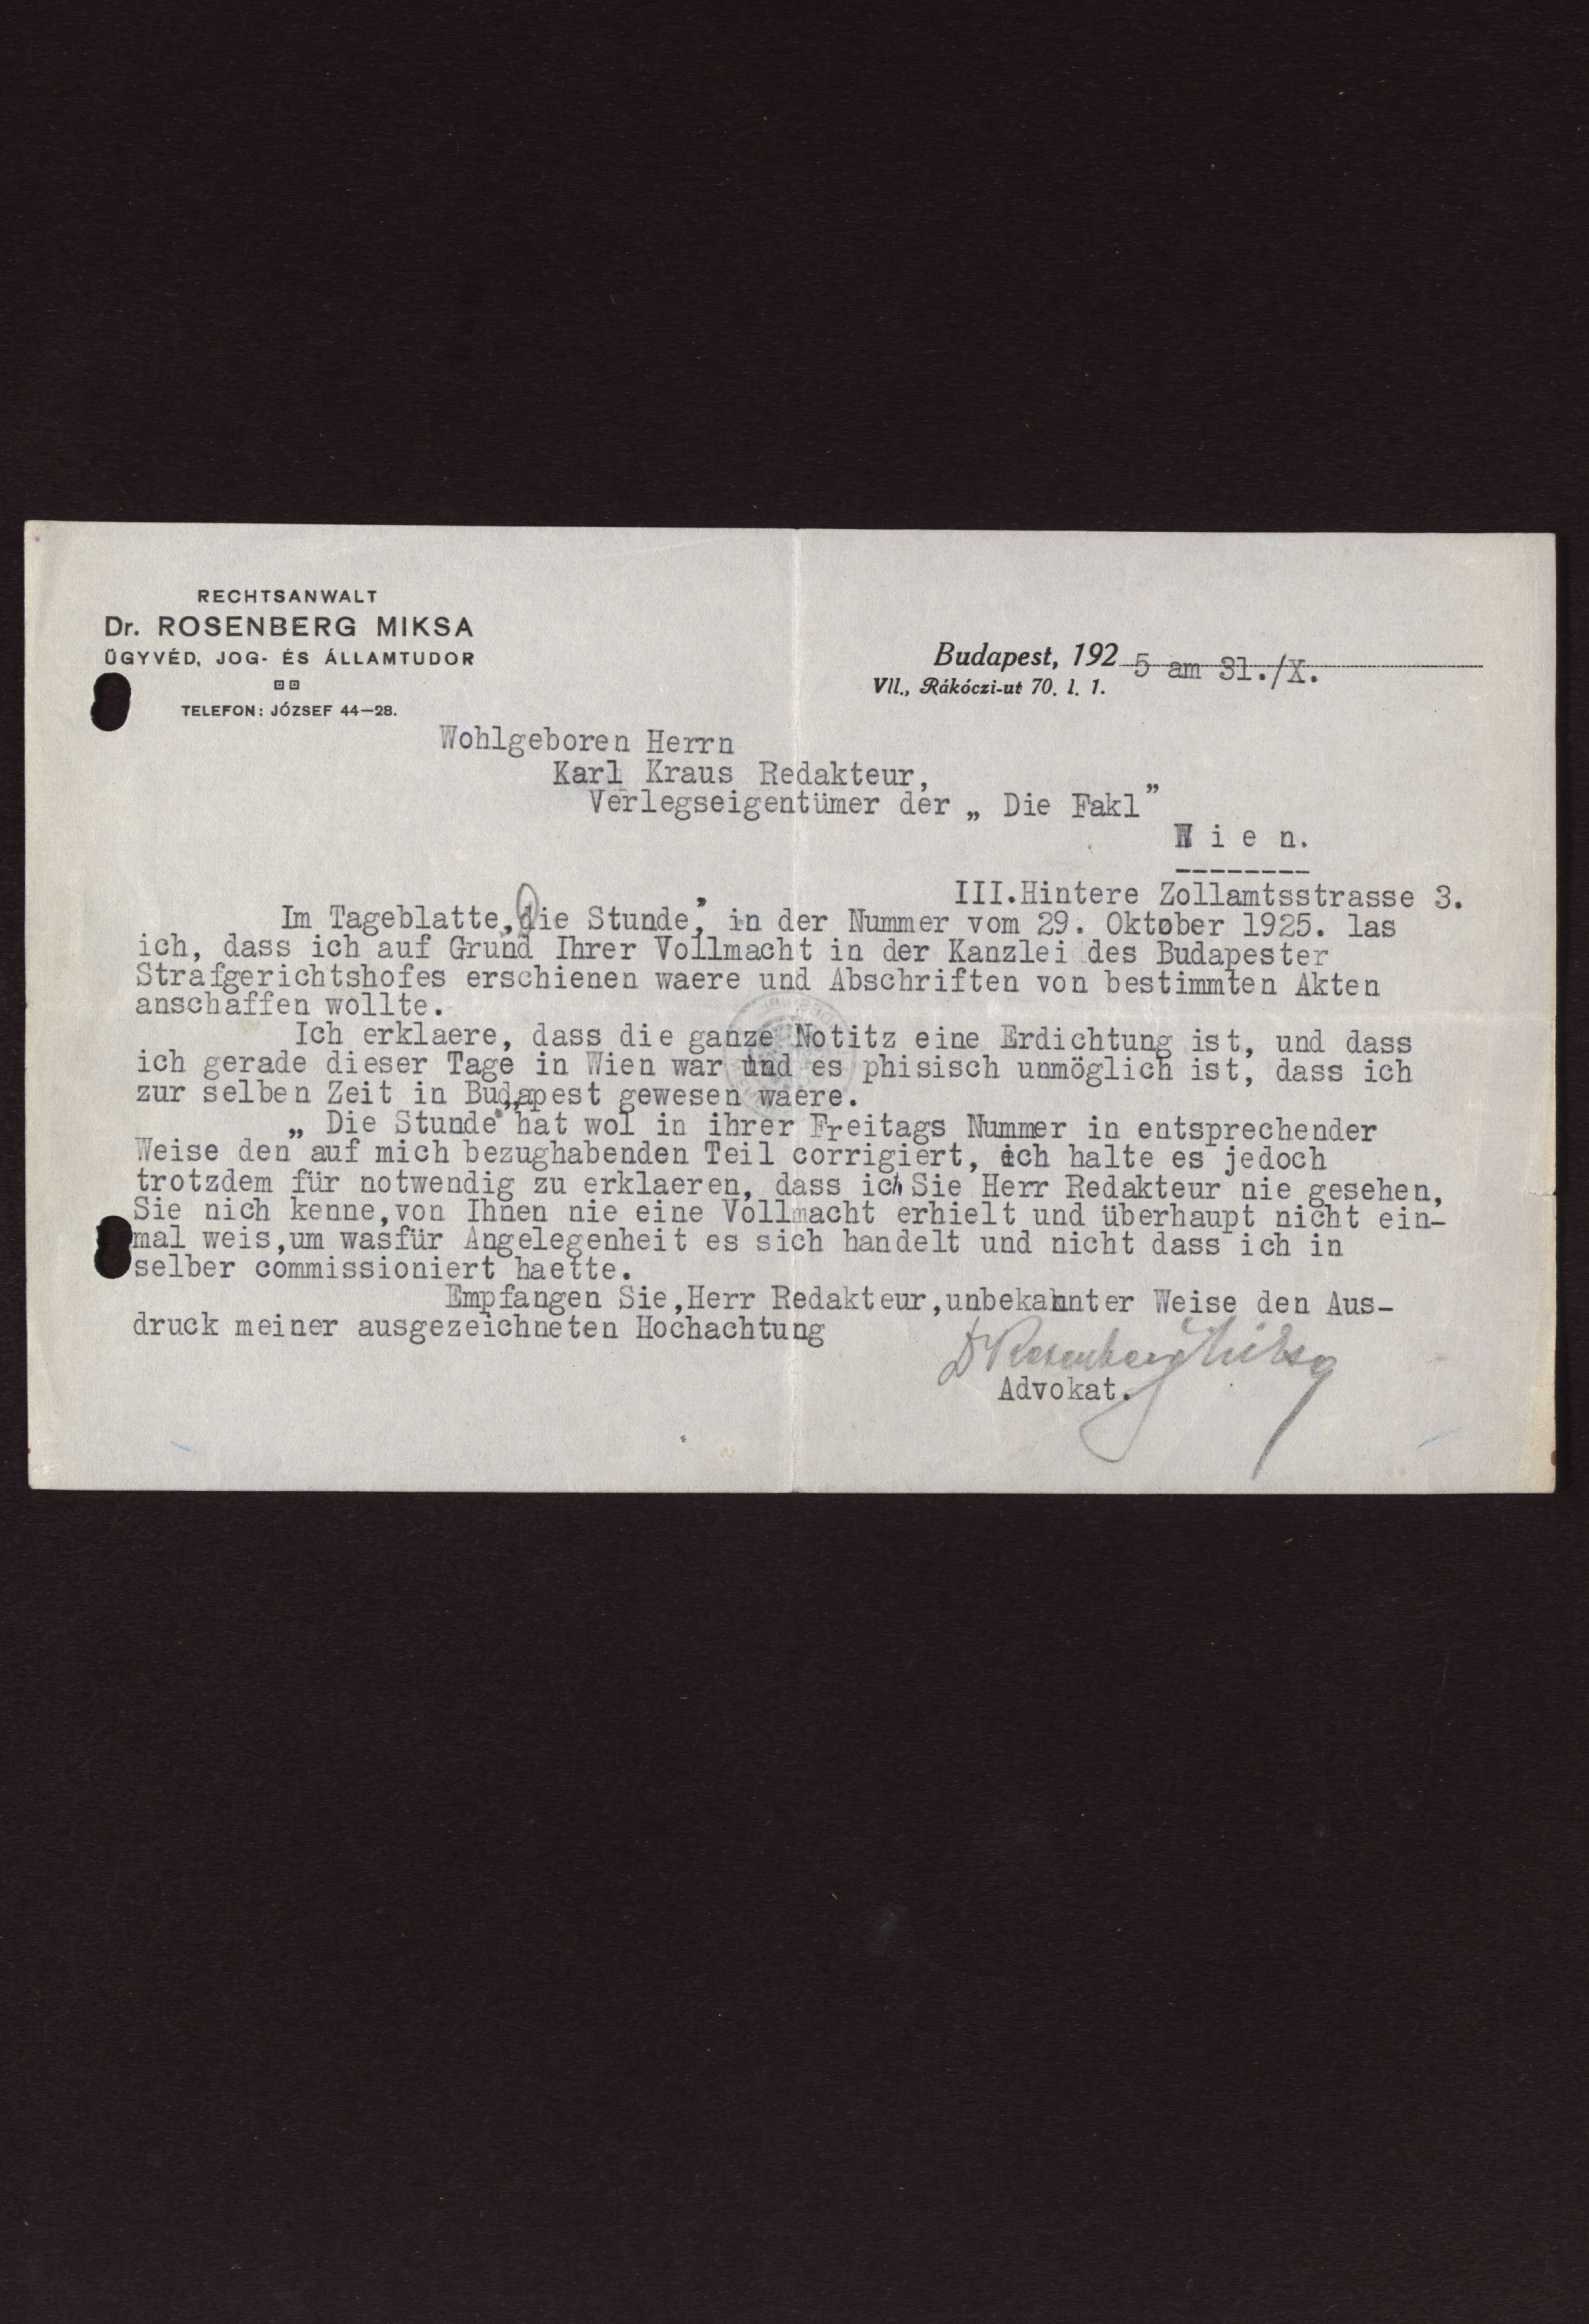 RECHTSANWALT
Dr. ROSENBERG MIKSA
ÜGYVÉD, JOG- ÉS ÁLLAMTUDOR
TELEFON: JÓZSEF 44—28.
Budapest, 192 5 am 31./X.
VII., Rákóczi-ut 70. I. 1.
Wohlgeboren Herrn
Karl Kraus Redakteur,
Verlegseigentümer der „ Die Fakl”
W i e n.
III.Hintere Zollamtsstrasse 3.
Im Tageblatte„die Stunde” in der Nummer vom 29. Oktober 1925. las
ich, dass ich auf Grund Ihrer Vollmacht in der Kanzlei des Budapester
Strafgerichtshofes erschienen waere und Abschriften von bestimmten Akten
anschaffen wollte.
Ich erklaere, dass die ganze Notitz eine Erdichtung ist, und dass
ich gerade dieser Tage in Wien war und es phisisch unmöglich ist, dass ich
zur selben Zeit in Budapest gewesen waere.
„ Die Stunde” hat wol in ihrer Freitags Nummer in entsprechender
Weise den auf mich bezughabenden Teil corrigiert, ich halte es jedoch
trotzdem für notwendig zu erklaeren, dass ich Sie Herr Redakteur nie gesehen,
Sie nich kenne,von Ihnen nie eine Vollmacht erhielt und überhaupt nicht ein-
mal weis,um wasfür Angelegenheit es sich handelt und nicht dass ich in
selber commissioniert haette.
Empfangen Sie,Herr Redakteur,unbekannter Weise den Aus-
druck meiner ausgezeichneten Hochachtung
Dr Rosenberg Miksa
Advokat.